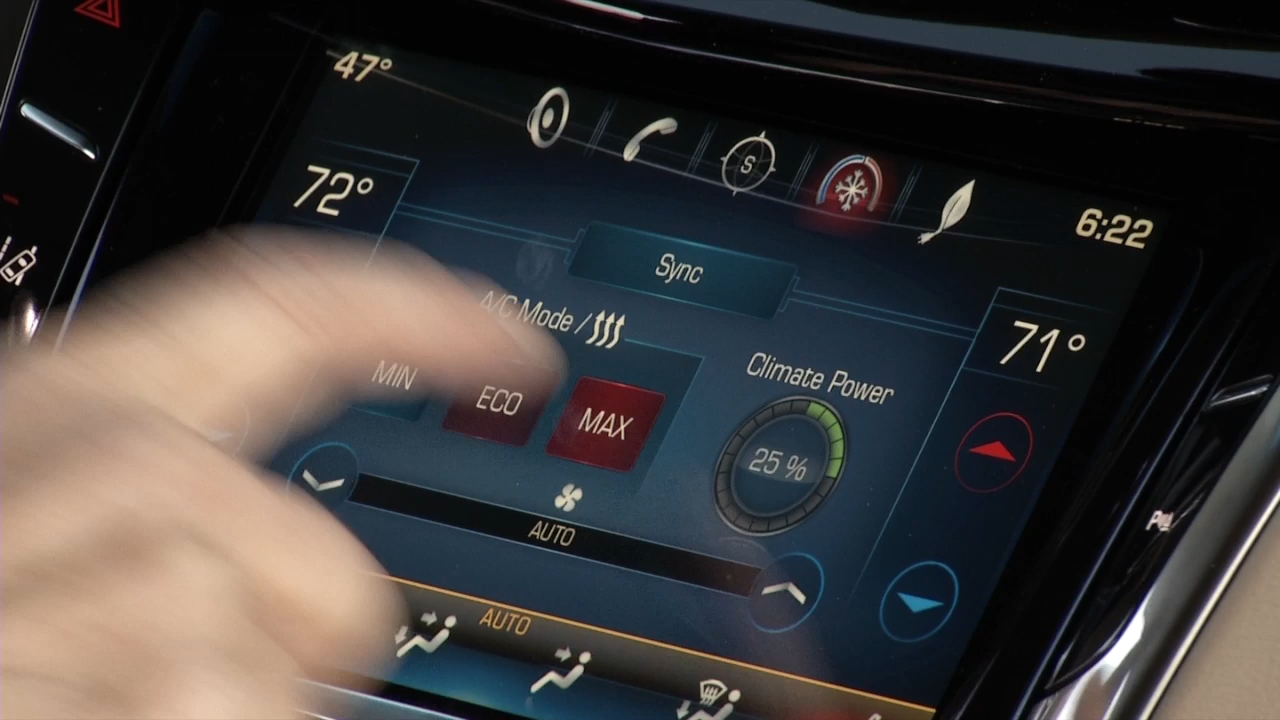 47°
S
6:22
72°
Sync
71°
A/C Mode /
MIN
ECO
MAX
Climate Power
25 %
AUTO
AUTO